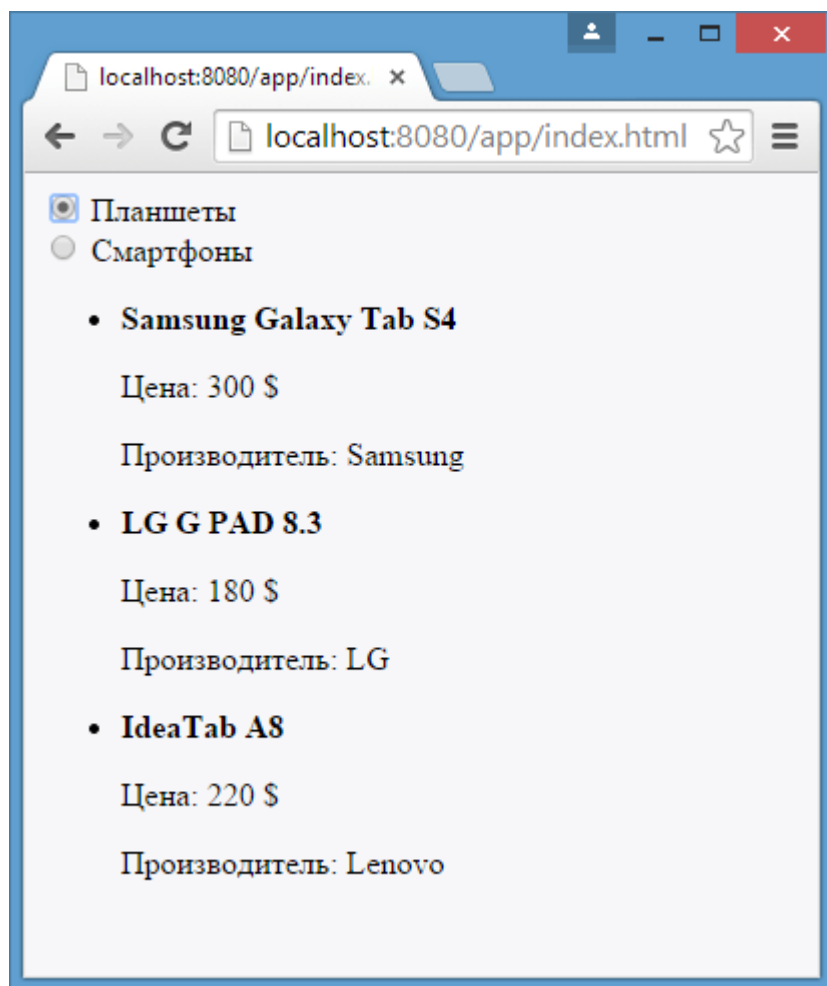 localhost:8080/app/index.
localhost:8080/app/index.html
Планшеты
Смартфоны
Samsung Galaxy Tab S4
Цена: 300 $
Производитель: Samsung
LG G PAD 8.3
Цена: 180 $
Производитель: LG
IdeaTab A8
Цена: 220 $
Производитель: Lenovo